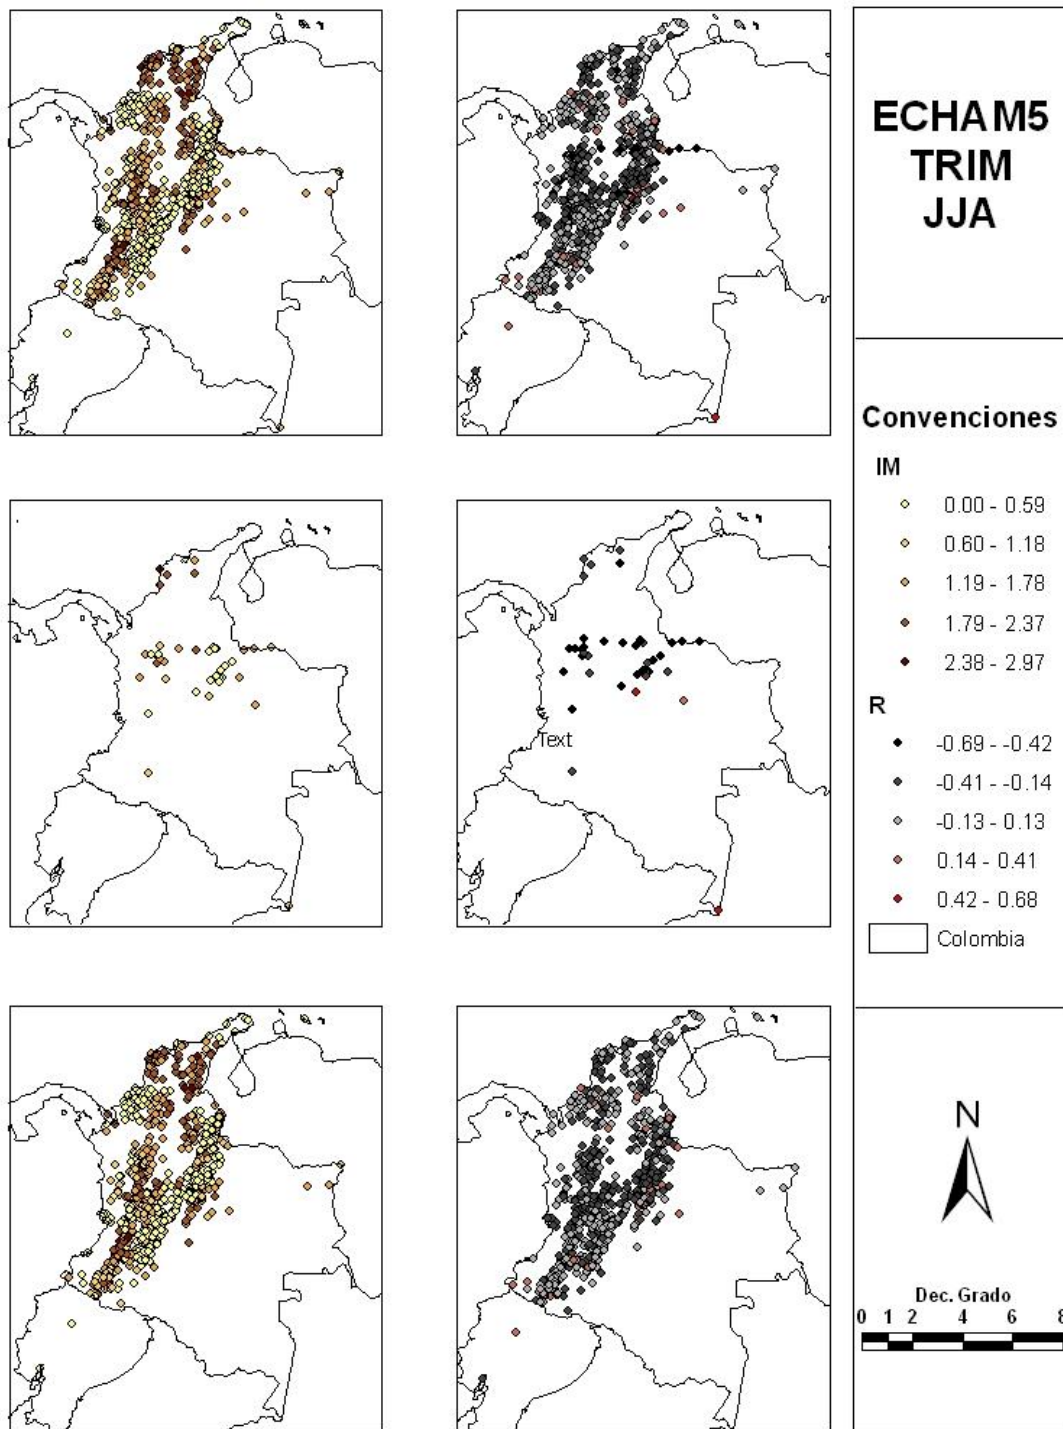 ECHAM5
TRIM
JJA
Convenciones
IM
0.00 - 0.59
0.60 - 1.18
1.19 - 1.78
1.79 - 2.37
2.38 - 2.97
R
-0.69 - -0.42
-0.41 - -0.14
-0.13 - 0.13
0.14 - 0.41
0.42 - 0.68
Colombia
Text
N
Dec. Grado
0 1 2 4 6 8